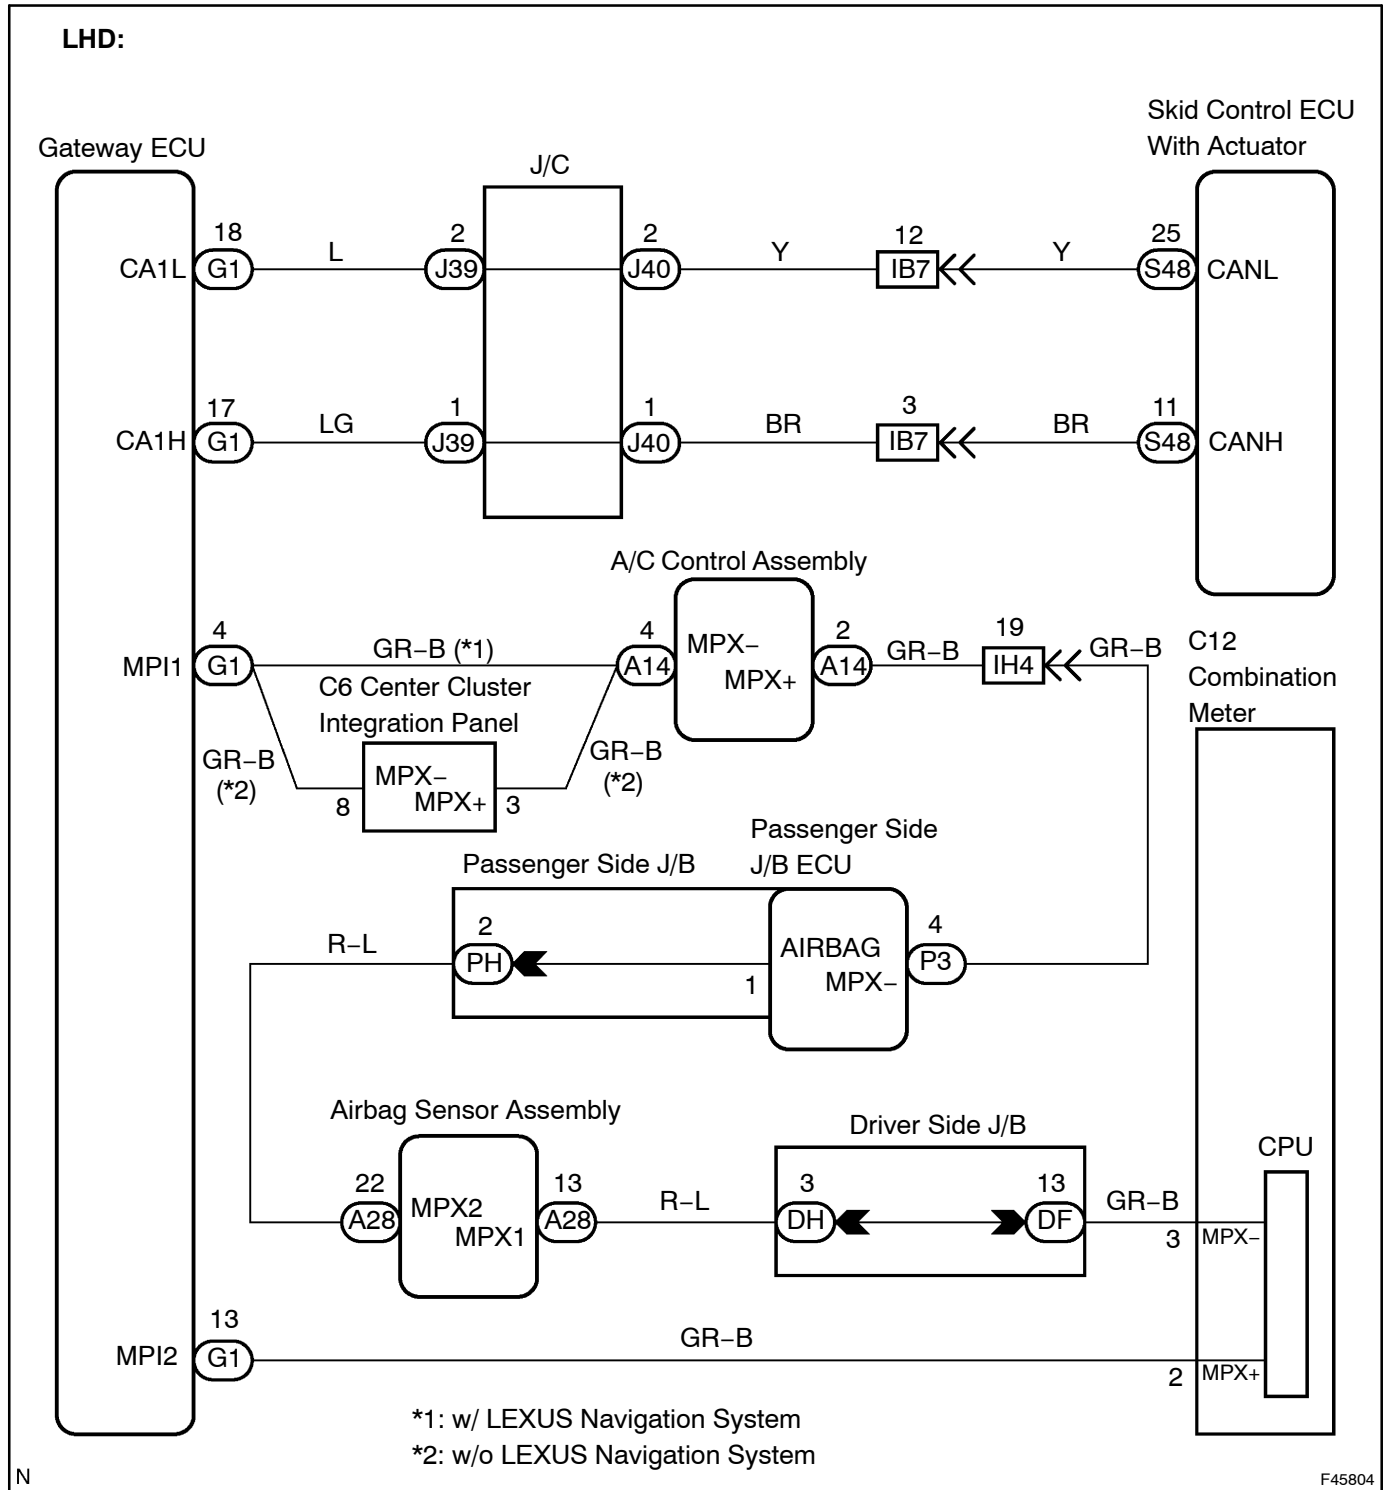 LHD:
Skid Control ECU
With Actuator
Gateway ECU
J/C
18
L
2
2
Y
12
Y
25
CA1L
G1
J39
J40
IB7
S48
CANL
17
LG
1
1
BR
3
BR
11
CA1H
G1
J39
J40
IB7
S48
CANH
A/C Control Assembly
4
GR−B (*1)
4
MPX−
2
GR−B
19
GR−B
C12
Combination
Meter
MPI1
G1
A14
MPX+
A14
IH4
C6 Center Cluster
Integration Panel
GR−B
(*2)
MPX−
MPX+
8
3
GR−B
(*2)
Passenger Side
J/B ECU
Passenger Side J/B
R−L
2
PH
1
AIRBAG
MPX−
4
P3
Airbag Sensor Assembly
Driver Side J/B
CPU
22
A28
MPX2
MPX1
13
A28
R−L
3
DH
13
DF
GR−B
3
MPX−
13
MPI2
G1
GR−B
2
MPX+
*1: w/ LEXUS Navigation System
*2: w/o LEXUS Navigation System
N
F45804